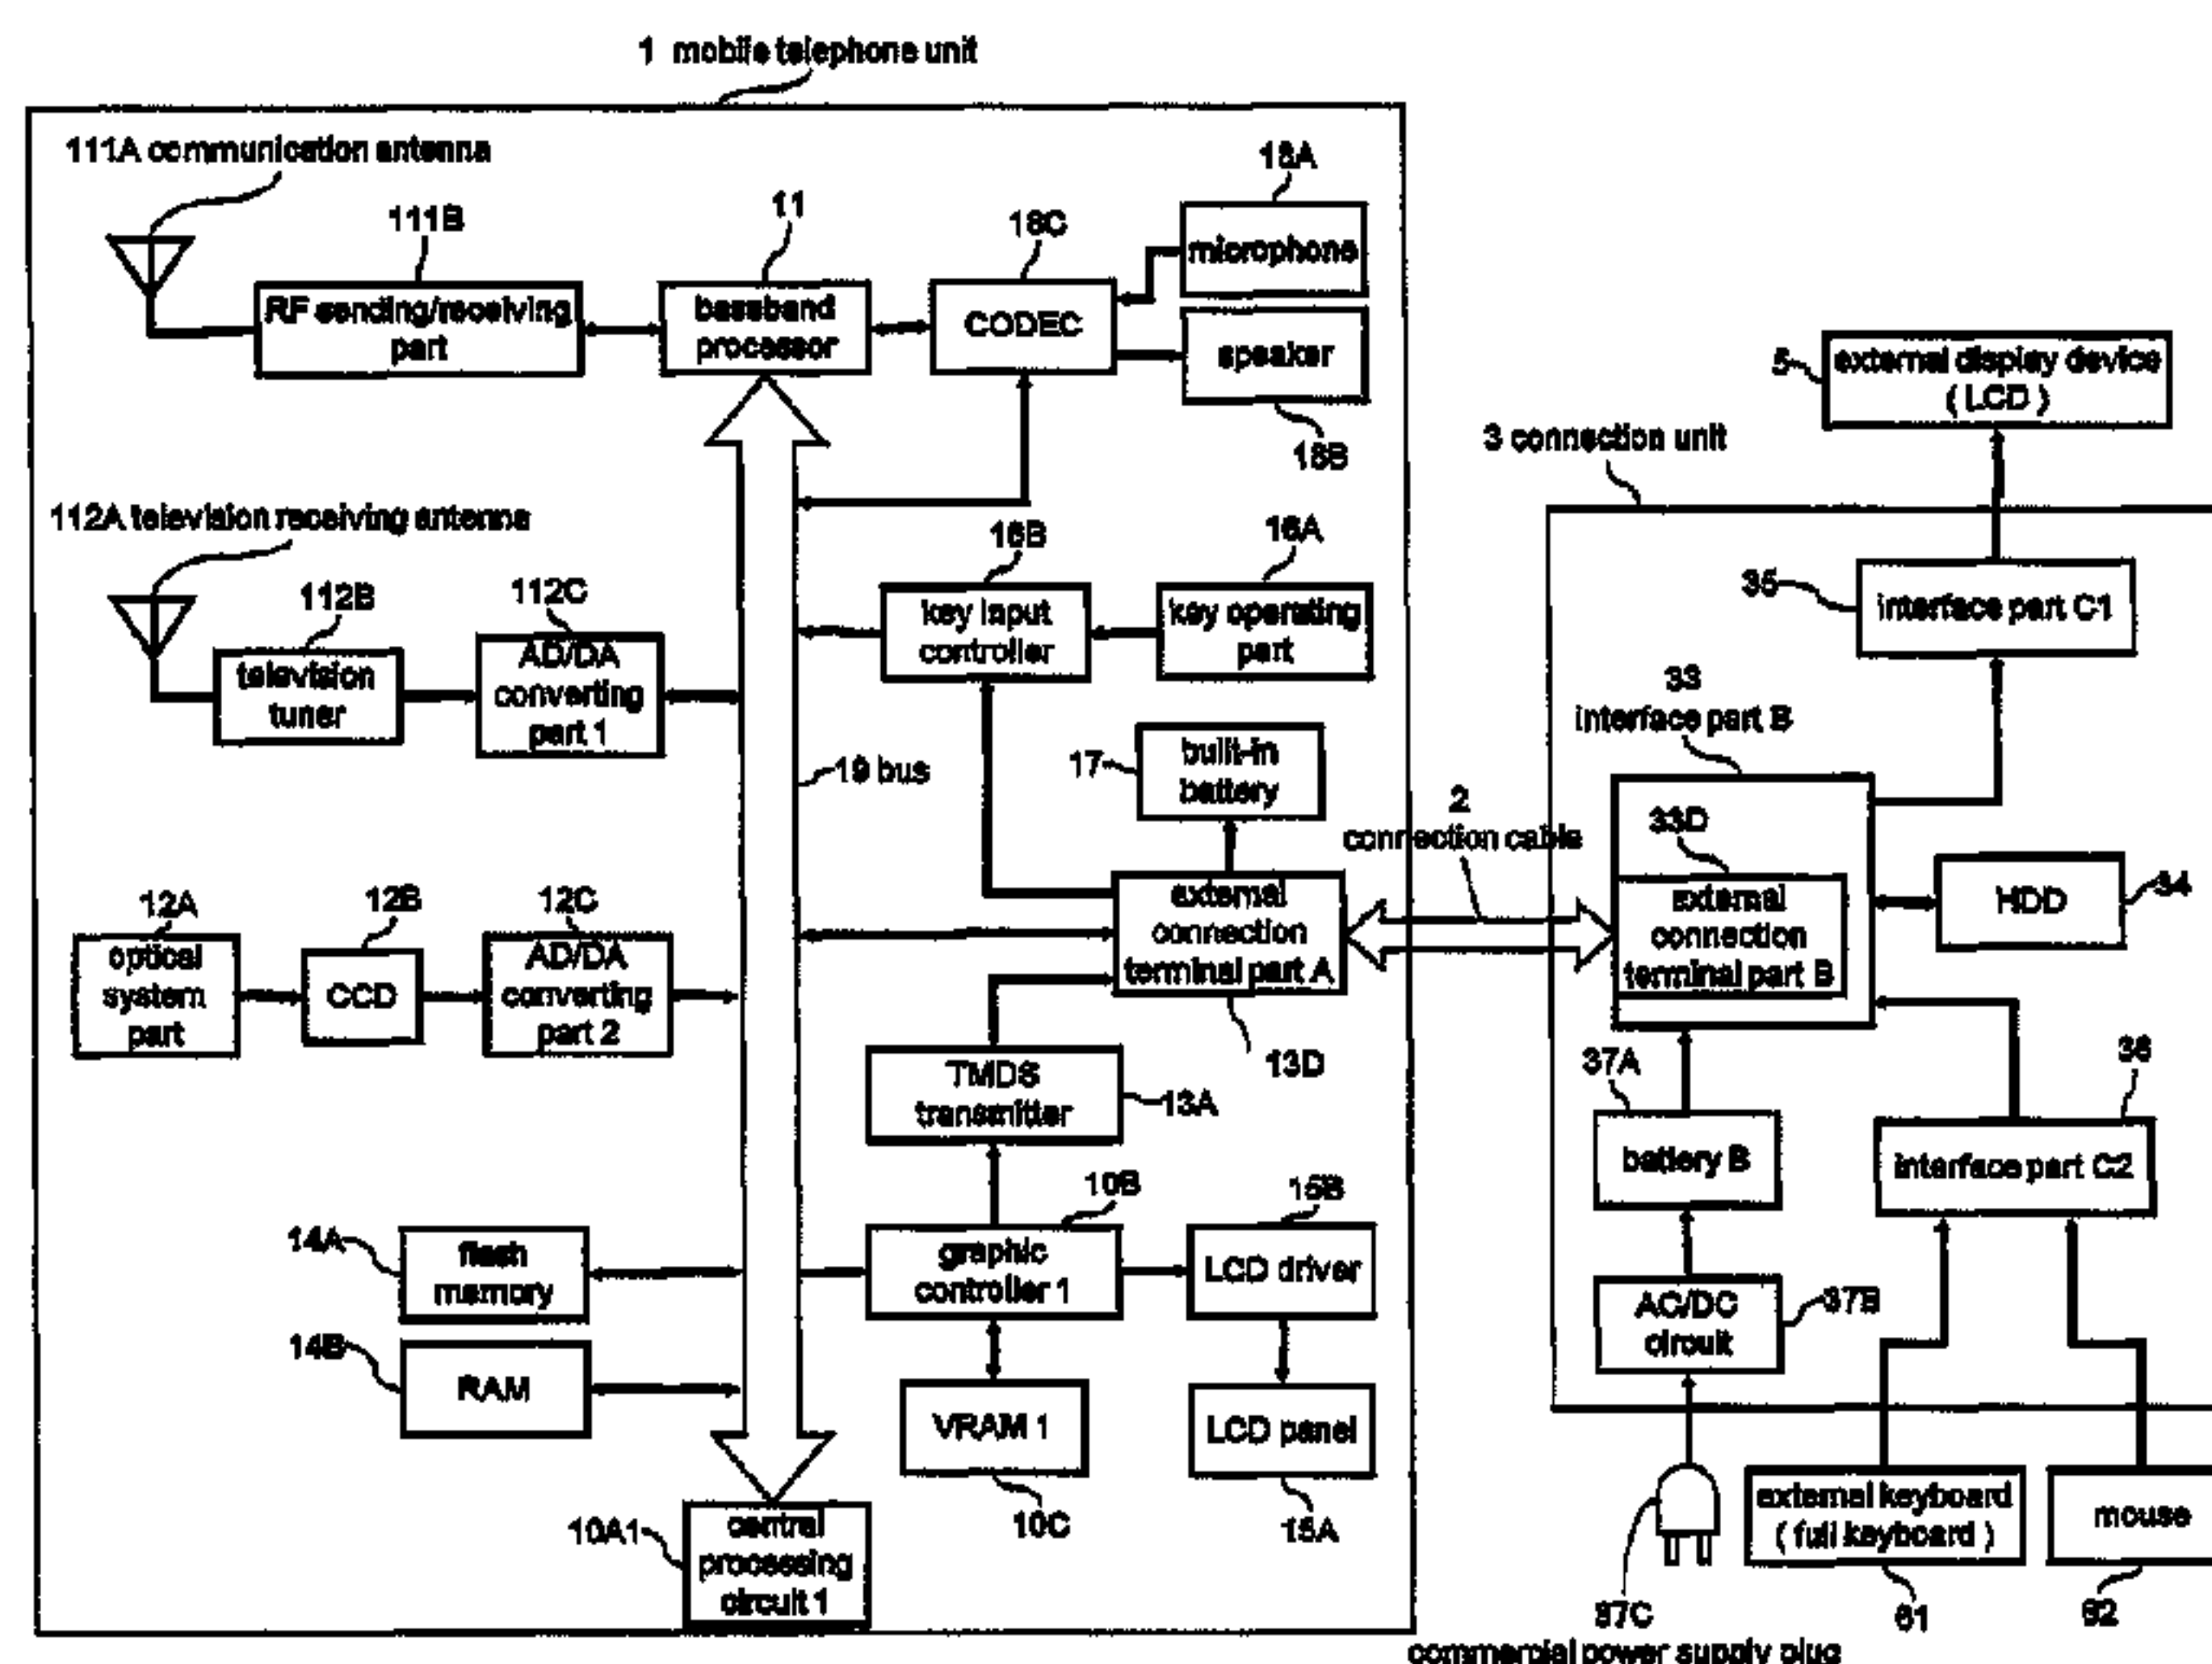 1 mobile telephone unit
111A communication antenna
111B
11
18C
18A
microphone
RF sending/receiving
part
baseband
processor
CODEC
speaker
18B
112A television receiving antenna
112B
112C
television
tuner
AD/DA
converting
part 1
16B
16A
key input
controller
key operating
part
19 bus
17
built-in
battery
12A
12B
12C
optical
system
part
CCD
AD/DA
converting
part 2
external
connection
terminal part A
13D
TMDS
transmitter
13A
10B
15B
14A
flash
memory
graphic
controller 1
LCD driver
14B
RAM
VRAM 1
LCD panel
10C
15A
10A1
central
processing
circuit 1
2
connection cable
5
external display device
( LCD )
3 connection unit
35
interface part C1
33
interface part B
33D
external
connection
terminal part B
HDD
34
37A
36
battery B
interface part C2
AC/DC
circuit
37B
external keyboard
( full keyboard )
mouse
37C
61
62
commercial power supply plug